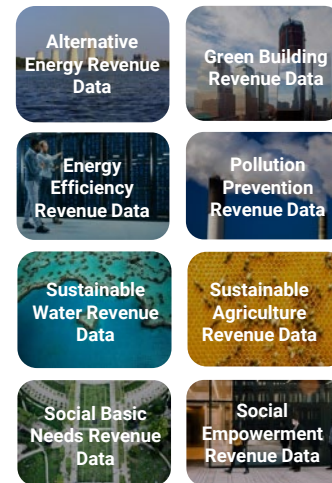 Alternative
Energy Revenue
Data
Green Building
Revenue Data
Energy
Efficiency
Revenue Data
Pollution
Prevention
Revenue Data
Sustainable
Water Revenue
Data
Sustainable
Agriculture
Revenue Data
Social Basic
Needs Revenue
Data
Social
Empowerment
Revenue Data